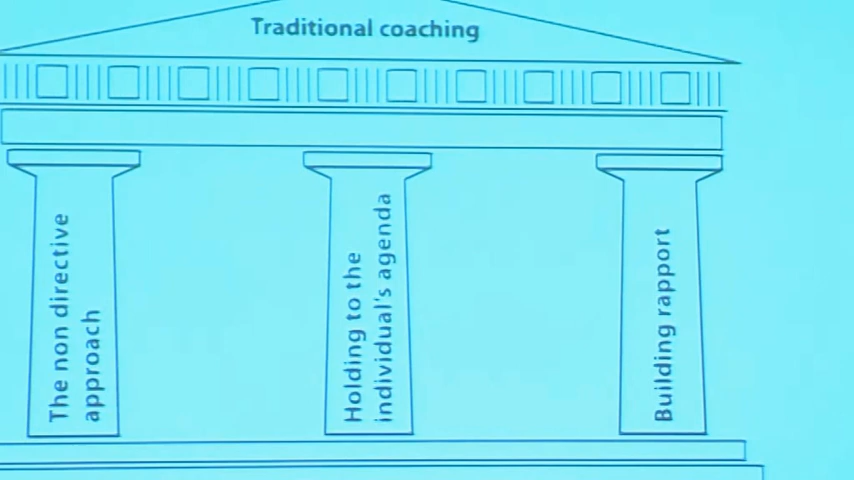 Traditional coaching
The non directive
approach
Holding to the
individual's agenda
Building rapport